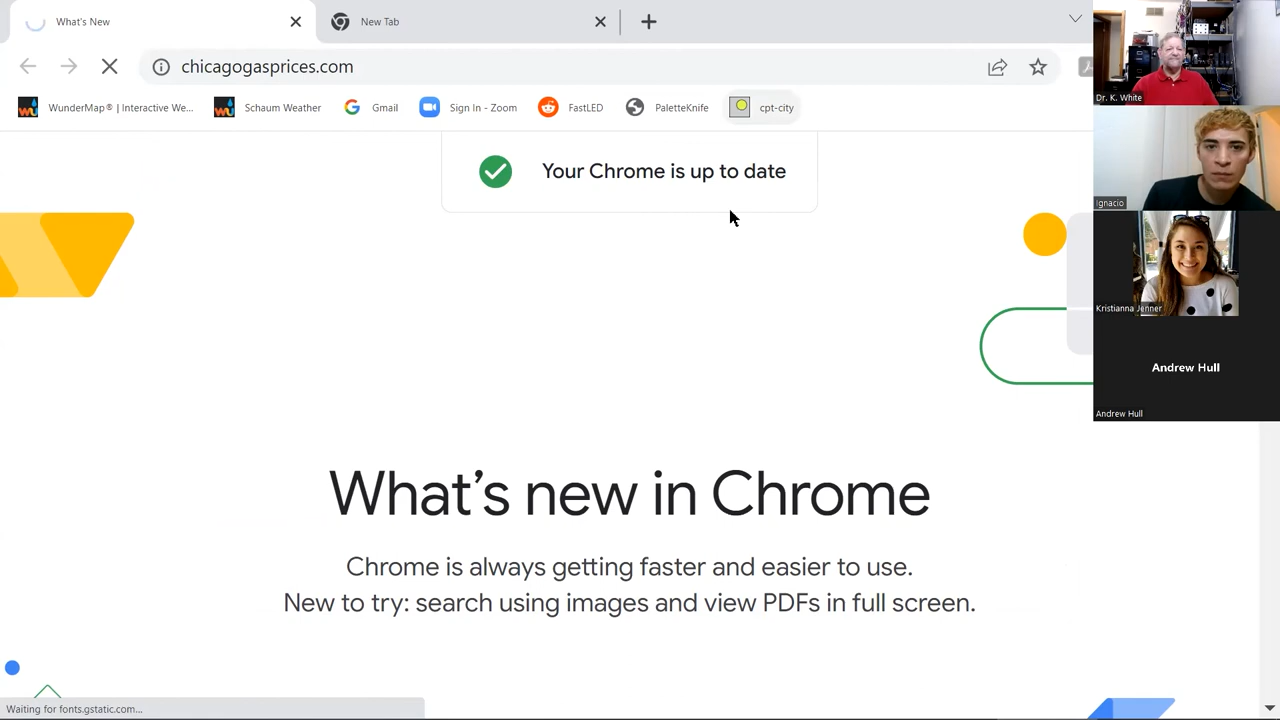 What's New
New Tab
chicagogasprices.com
WunderMap® | Interactive We...
Schaum Weather
Gmail
Sign In - Zoom
FastLED
PaletteKnife
cpt-city
Your Chrome is up to date
What's new in Chrome
Chrome is always getting faster and easier to use.
New to try: search using images and view PDFs in full screen.
Waiting for fonts.gstatic.com...
Dr. K. White
Ignacio
Kristianna Jenner
Andrew Hull
Andrew Hull